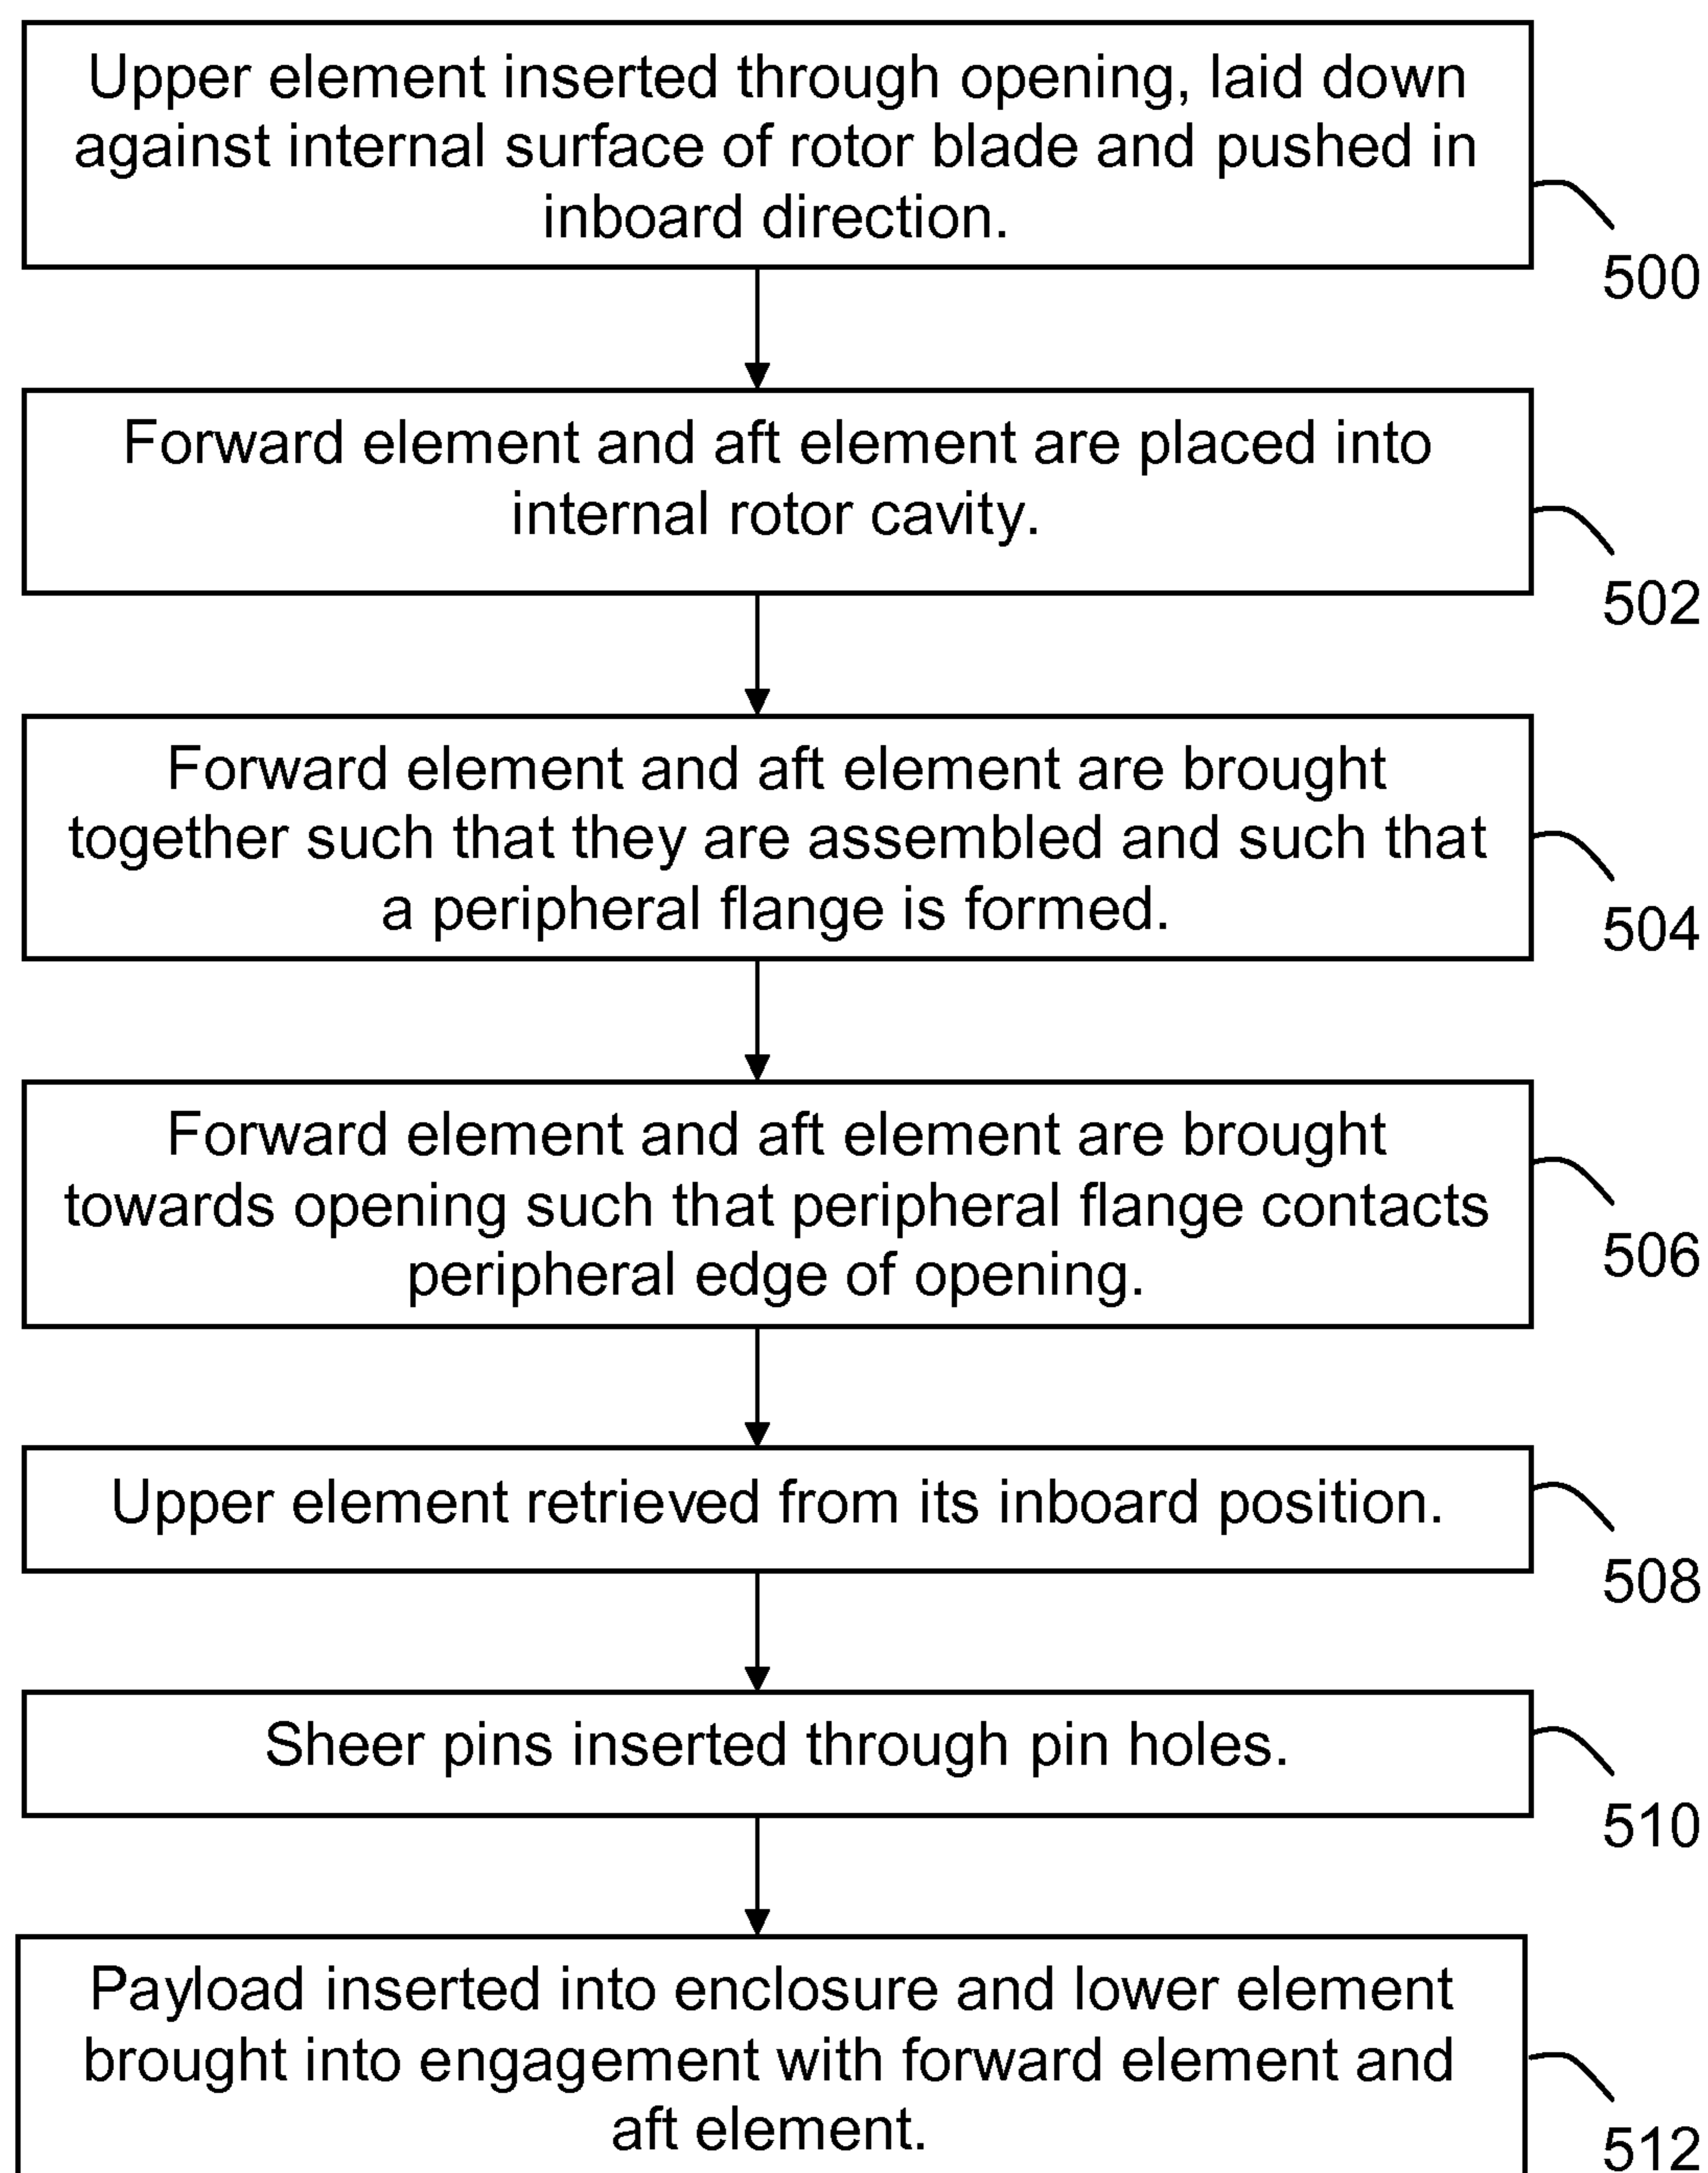 Upper element inserted through opening, laid down
against internal surface of rotor blade and pushed in
inboard direction.
500
Forward element and aft element are placed into
internal rotor cavity.
502
Forward element and aft element are brought
together such that they are assembled and such that
a peripheral flange is formed.
504
Forward element and aft element are brought
towards opening such that peripheral flange contacts
peripheral edge of opening.
506
Upper element retrieved from its inboard position.
508
Sheer pins inserted through pin holes.
510
Payload inserted into enclosure and lower element
brought into engagement with forward element and
aft element.
512